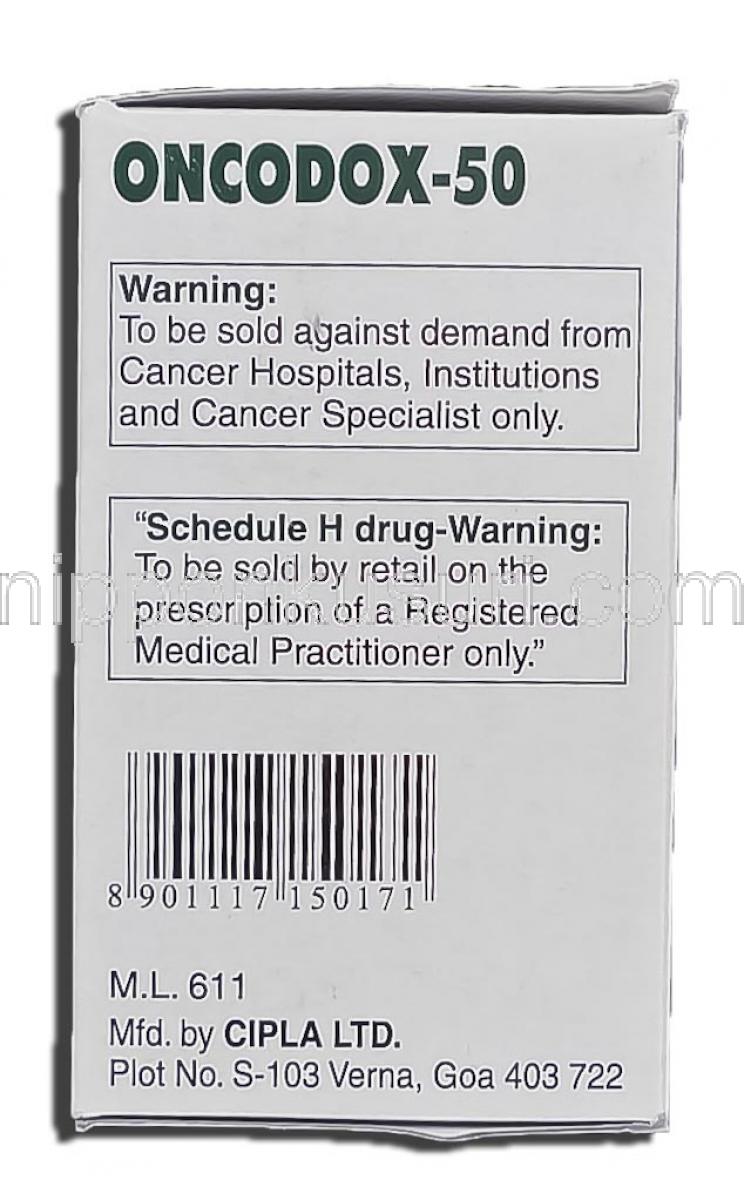 ONCODOX-50
Warning:
To be sold against demand from
Cancer Hospitals, Institutions
and Cancer Specialist only.
“Schedule H drug-Warning:
To be sold by retail on the
nipponkusuri.com
prescription of a Registered
Medical Practitioner only.”
8 901117 150171
M.L. 611
Mfd. by CIPLA LTD.
Plot No. S-103 Verna, Goa 403 722